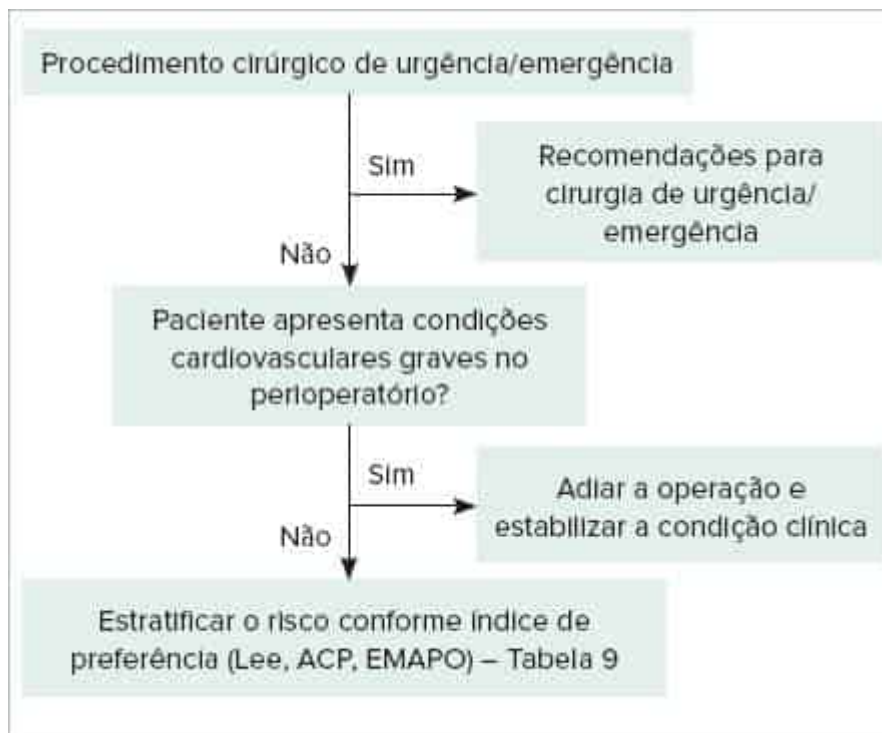 Procedimento cirúrgico de urgência/emergência
Sim
Recomendações para
cirurgia de urgência/
emergência
Não
Paciente apresenta condições
cardiovasculares graves no
perioperatório?
Sim
Adiar a operação e
estabilizar a condição clínica
Não
Estratificar o risco conforme índice de
preferência (Lee, ACP, EMAPO) – Tabela 9